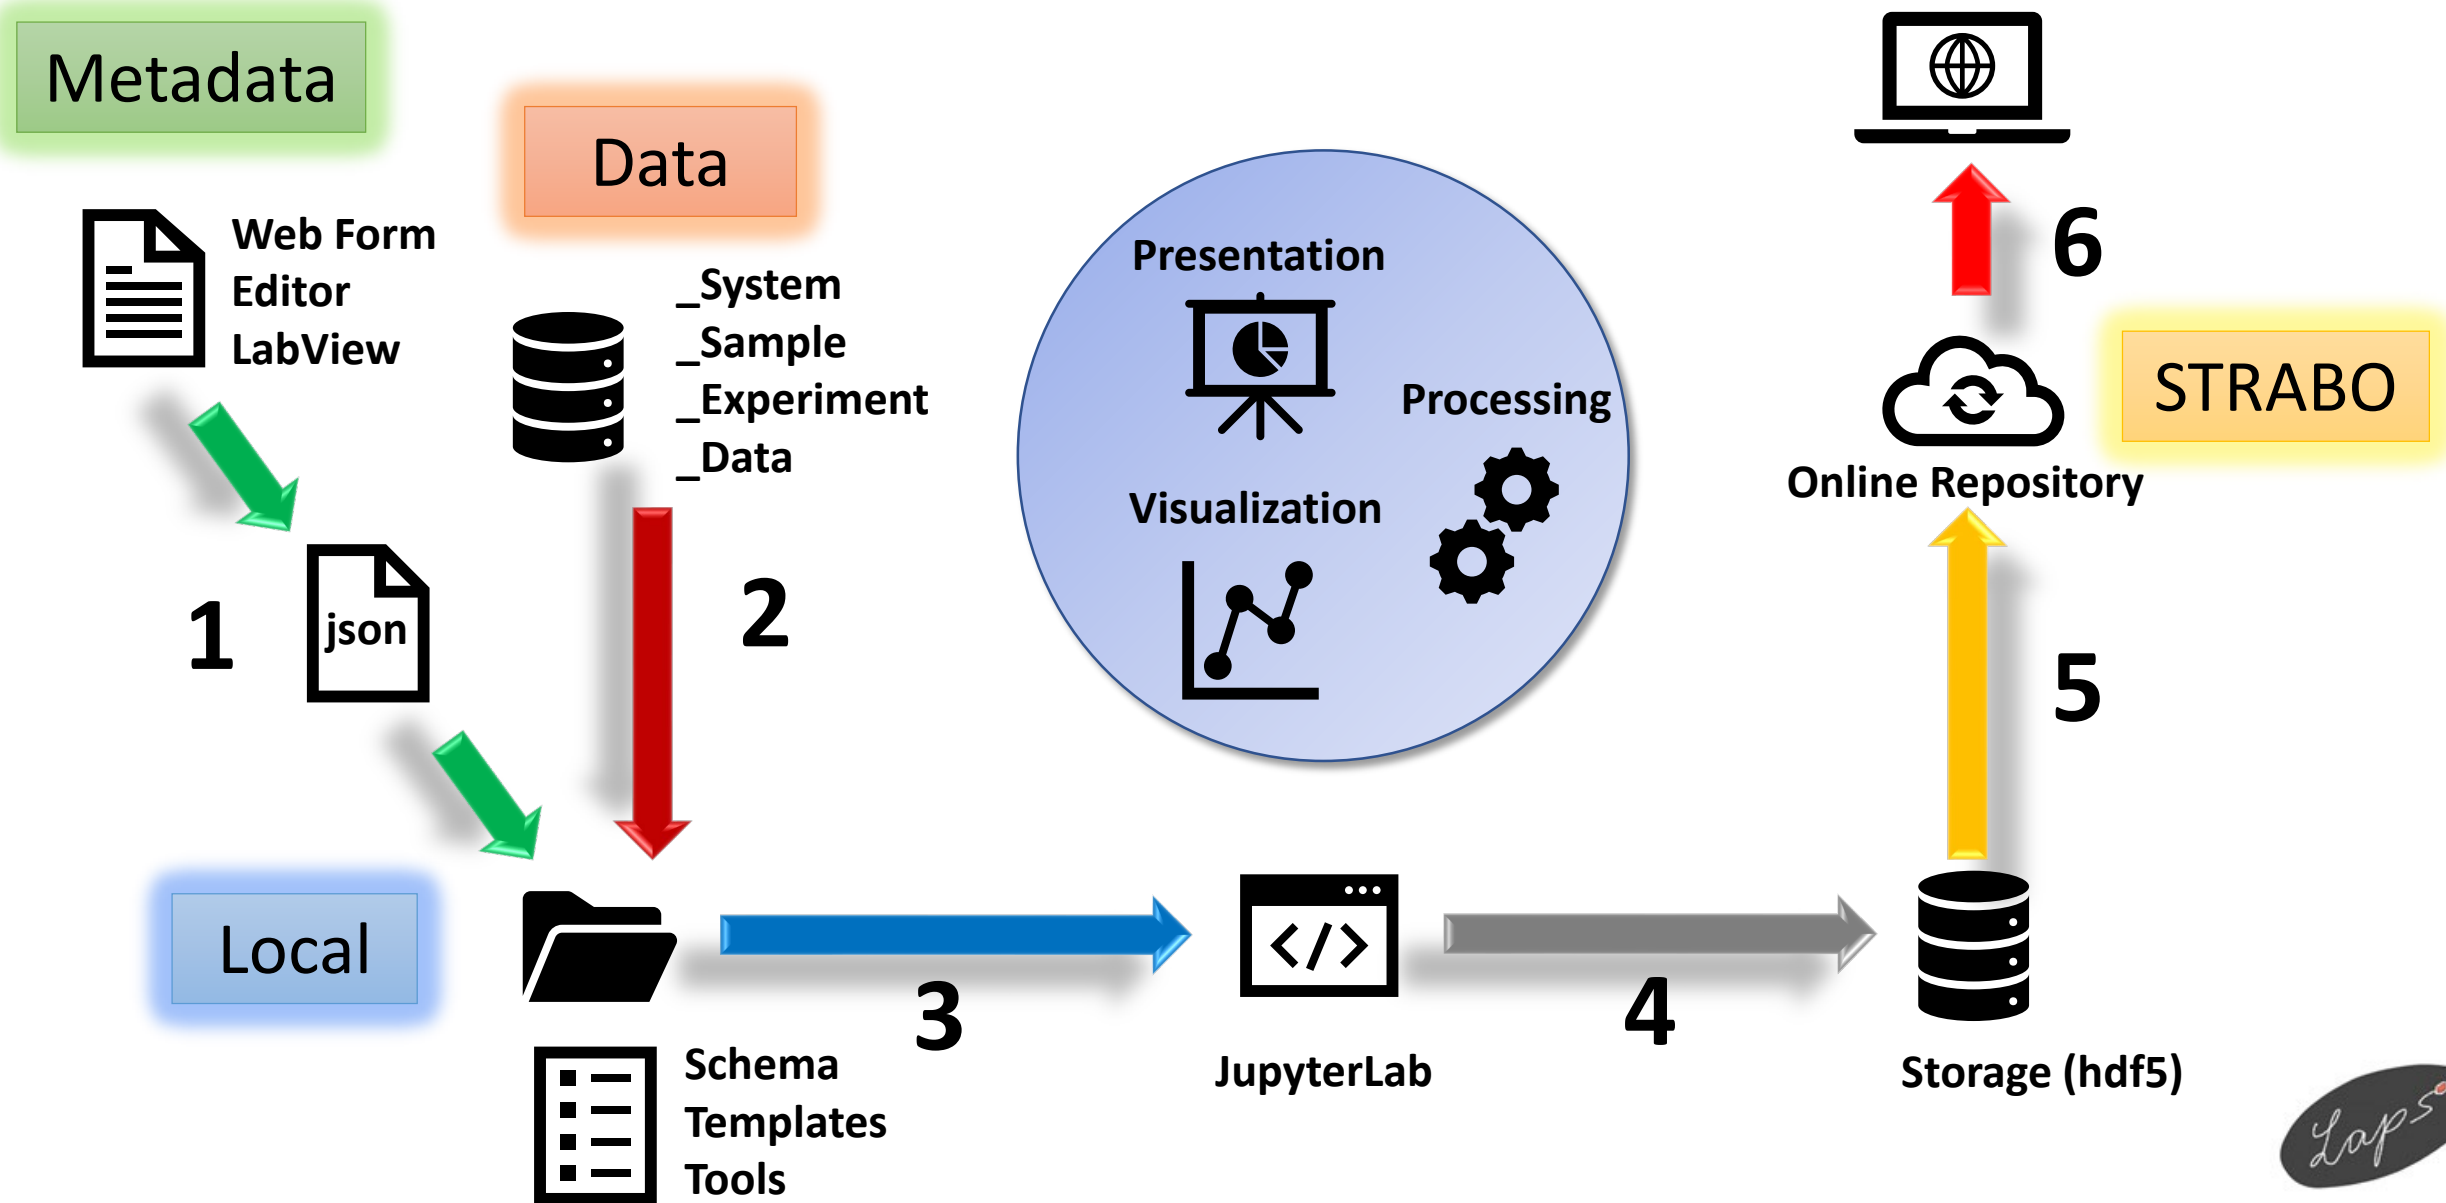 Metadata
Web Form
Editor
LabView
Data
_System
_Sample
_Experiment
_Data
1
json
2
Presentation
Processing
Visualization
6
STRABO
Online Repository
5
Local
3
4
Schema
Templates
Tools
JupyterLab
Storage (hdf5)
Laps